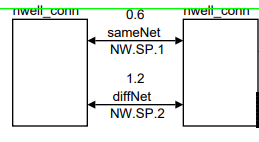 nwell_conn 0.6 nwell_conn
sameNet
NW.SP.1
1.2
diffNet
NW.SP.2